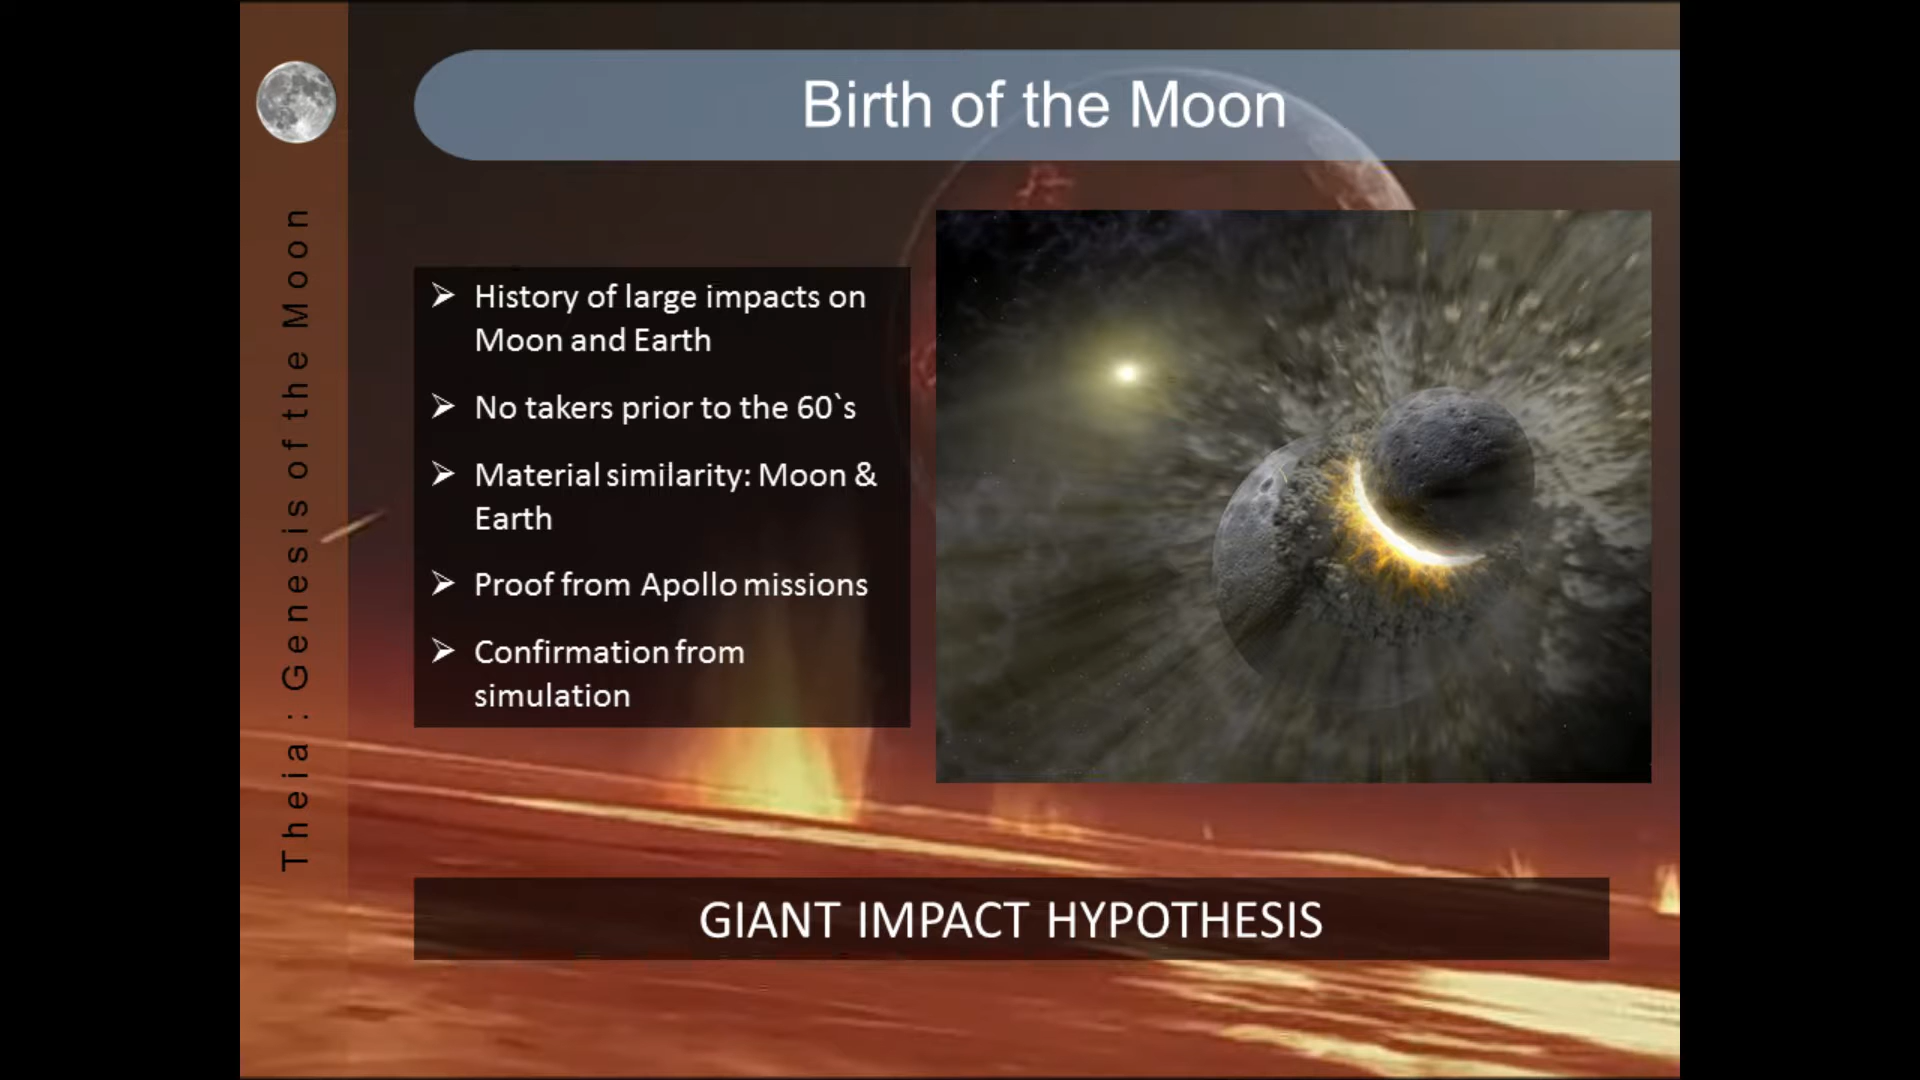 Birth of the Moon
Theia : Genesis of the Moon
History of large impacts on
Moon and Earth
No takers prior to the 60`s
Material similarity: Moon &
Earth
Proof from Apollo missions
Confirmation from
simulation
GIANT IMPACT HYPOTHESIS